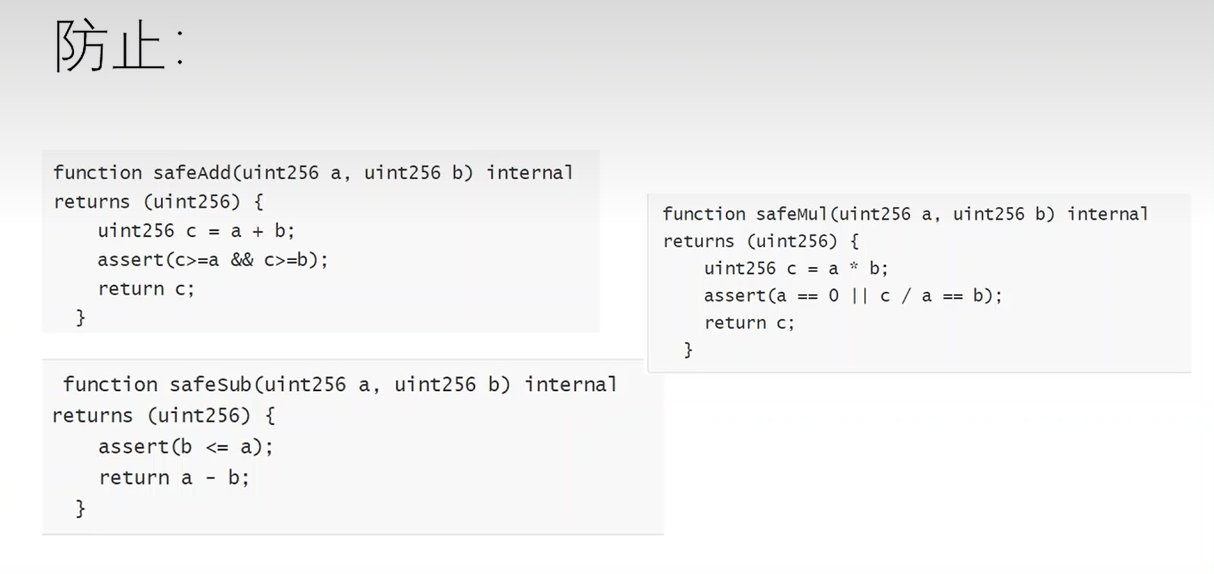 防止：
function safeAdd(uint256 a, uint256 b) internal
returns (uint256) {
uint256 c = a + b;
assert(c>=a && c>=b);
return c;
}
function safeSub(uint256 a, uint256 b) internal
returns (uint256) {
assert(b <= a);
return a - b;
}
function safeMul(uint256 a, uint256 b) internal
returns (uint256) {
uint256 c = a * b;
assert(a == 0 || c / a == b);
return c;
}